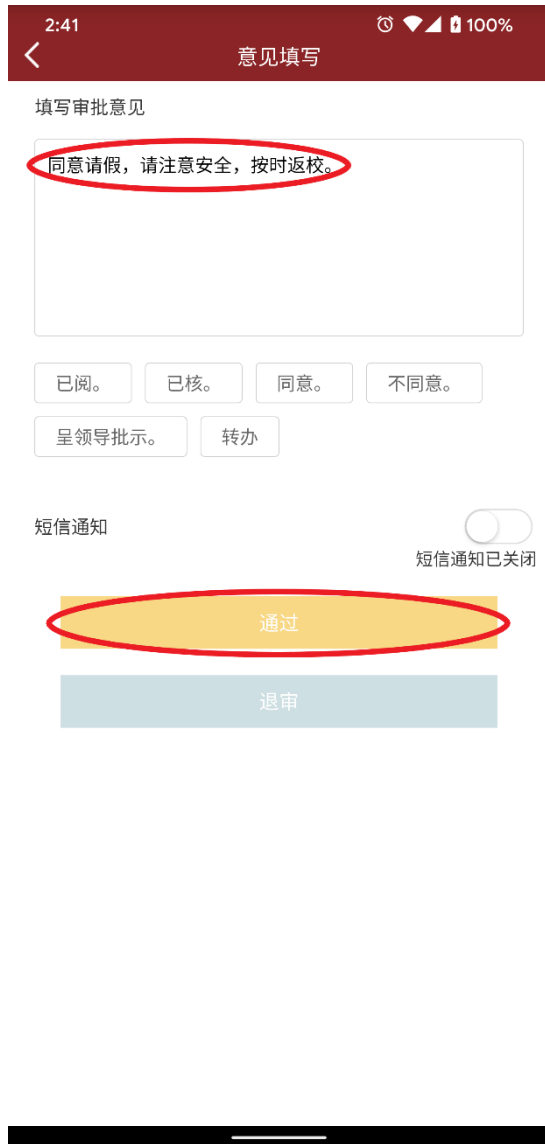 2:41 100%
意见填写
填写审批意见
同意请假，请注意安全，按时返校。
已阅。 已核。 同意。 不同意。
呈领导批示。 转办
短信通知
短信通知已关闭
通过
退审